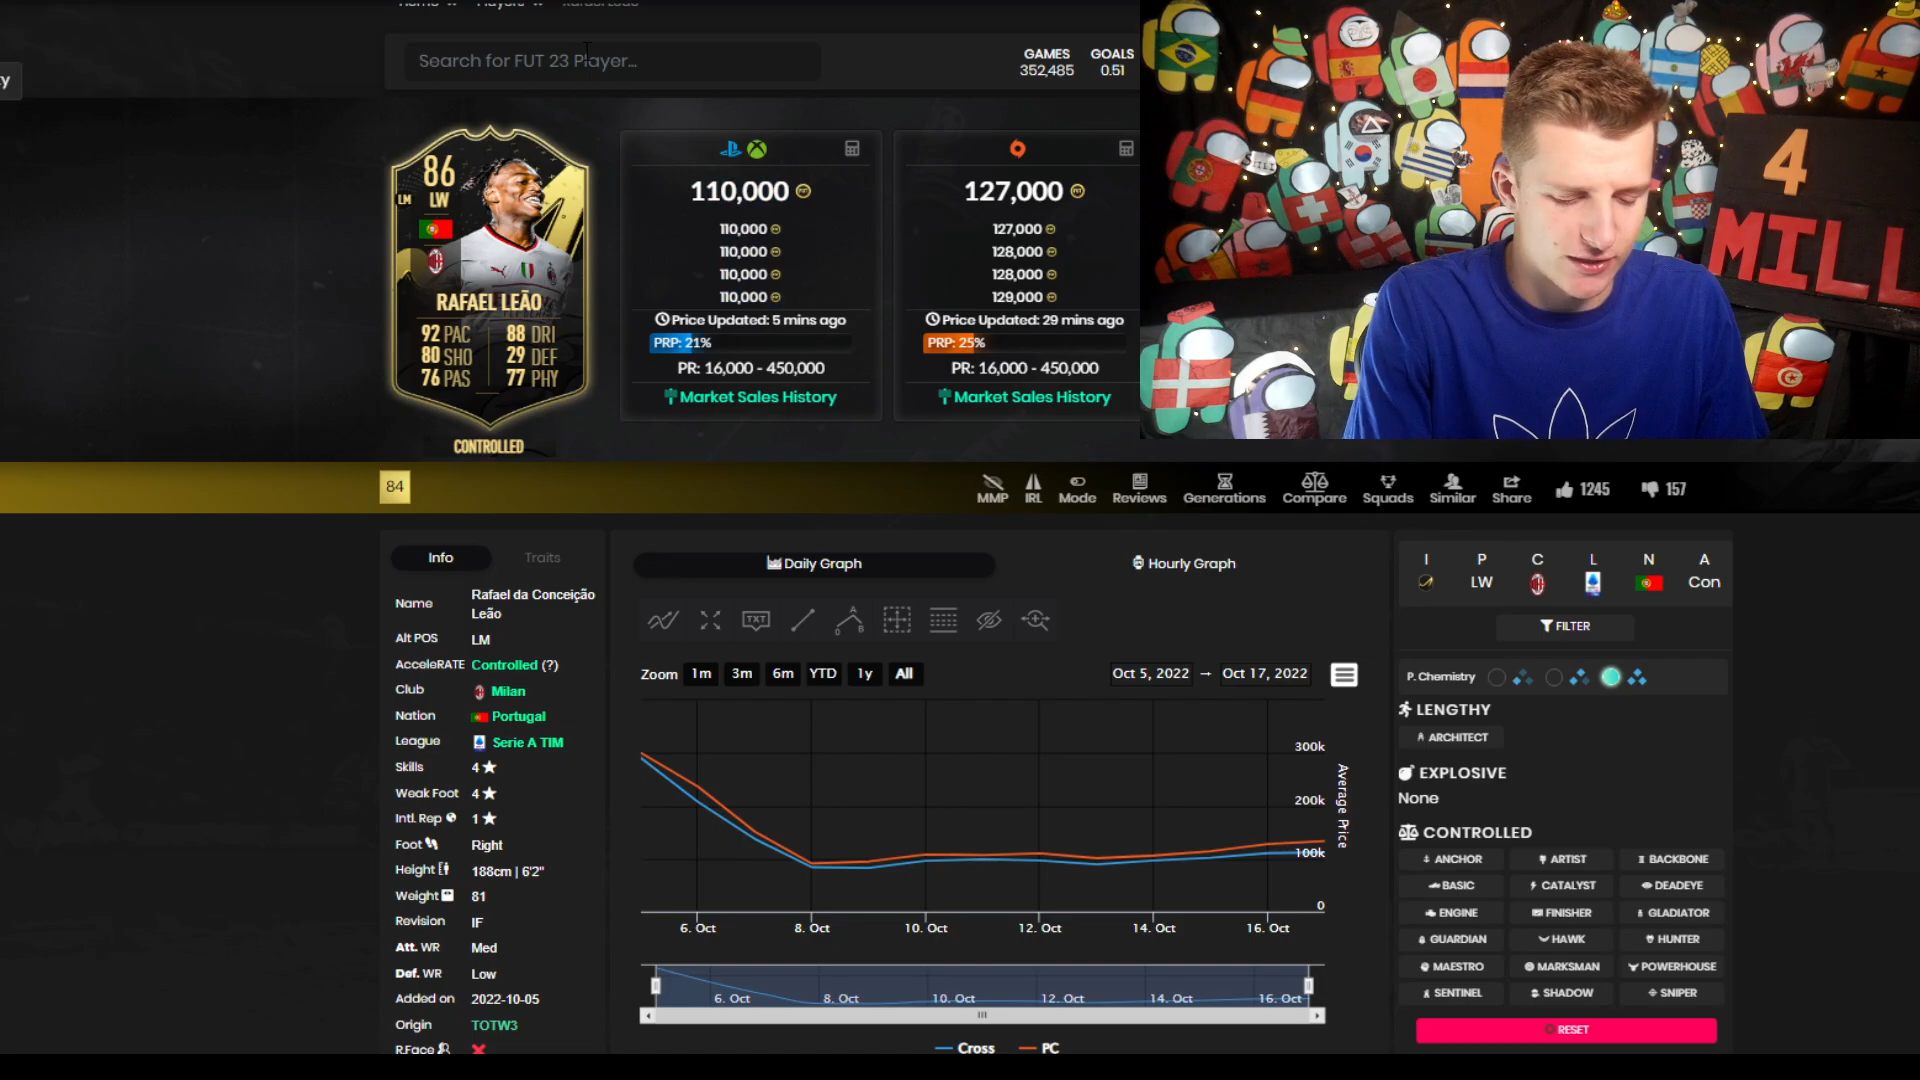 Search for FUT 23 Player...
GAMES GOALS
352,485 0.51
y
86
LW
LM
RAFAEL LEÃO
92 PAC 88 DRI
80 SHO 29 DEF
76 PAS 77 PHY
CONTROLLED
110,000
110,000
110,000
110,000
110,000
Price Updated: 5 mins ago
PRP: 21%
PR: 16,000 - 450,000
Market Sales History
127,000
127,000
128,000
128,000
129,000
Price Updated: 29 mins ago
PRP: 25%
PR: 16,000 - 450,000
Market Sales History
4
MILL
84
MMP IRL Mode Reviews Generations Compare Squads Similar Share 1245 157
Info Traits
Name Rafael da Conceição
Leão
Alt POS LM
AcceleRATE Controlled (?)
Club Milan
Nation Portugal
League Serie A TIM
Skills 4
Weak Foot 4
Intl. Rep 1
Foot Right
Height 188cm | 6'2"
Weight 81
Revision IF
Att. WR Med
Def. WR Low
Added on 2022-10-05
Origin TOTW3
R.Face
Daily Graph Hourly Graph
TXT
Zoom 1m 3m 6m YTD 1y All Oct 5, 2022 → Oct 17, 2022
300k
200k
100k
0
Average Price
6. Oct 8. Oct 10. Oct 12. Oct 14. Oct 16. Oct
6. Oct 8. Oct 10. Oct 12. Oct 14. Oct 16. Oct
Cross PC
I P C L N A
LW Con
FILTER
P. Chemistry
LENGTHY
ARCHITECT
EXPLOSIVE
None
CONTROLLED
ANCHOR ARTIST BACKBONE
BASIC CATALYST DEADEYE
ENGINE FINISHER GLADIATOR
GUARDIAN HAWK HUNTER
MAESTRO MARKSMAN POWERHOUSE
SENTINEL SHADOW SNIPER
RESET